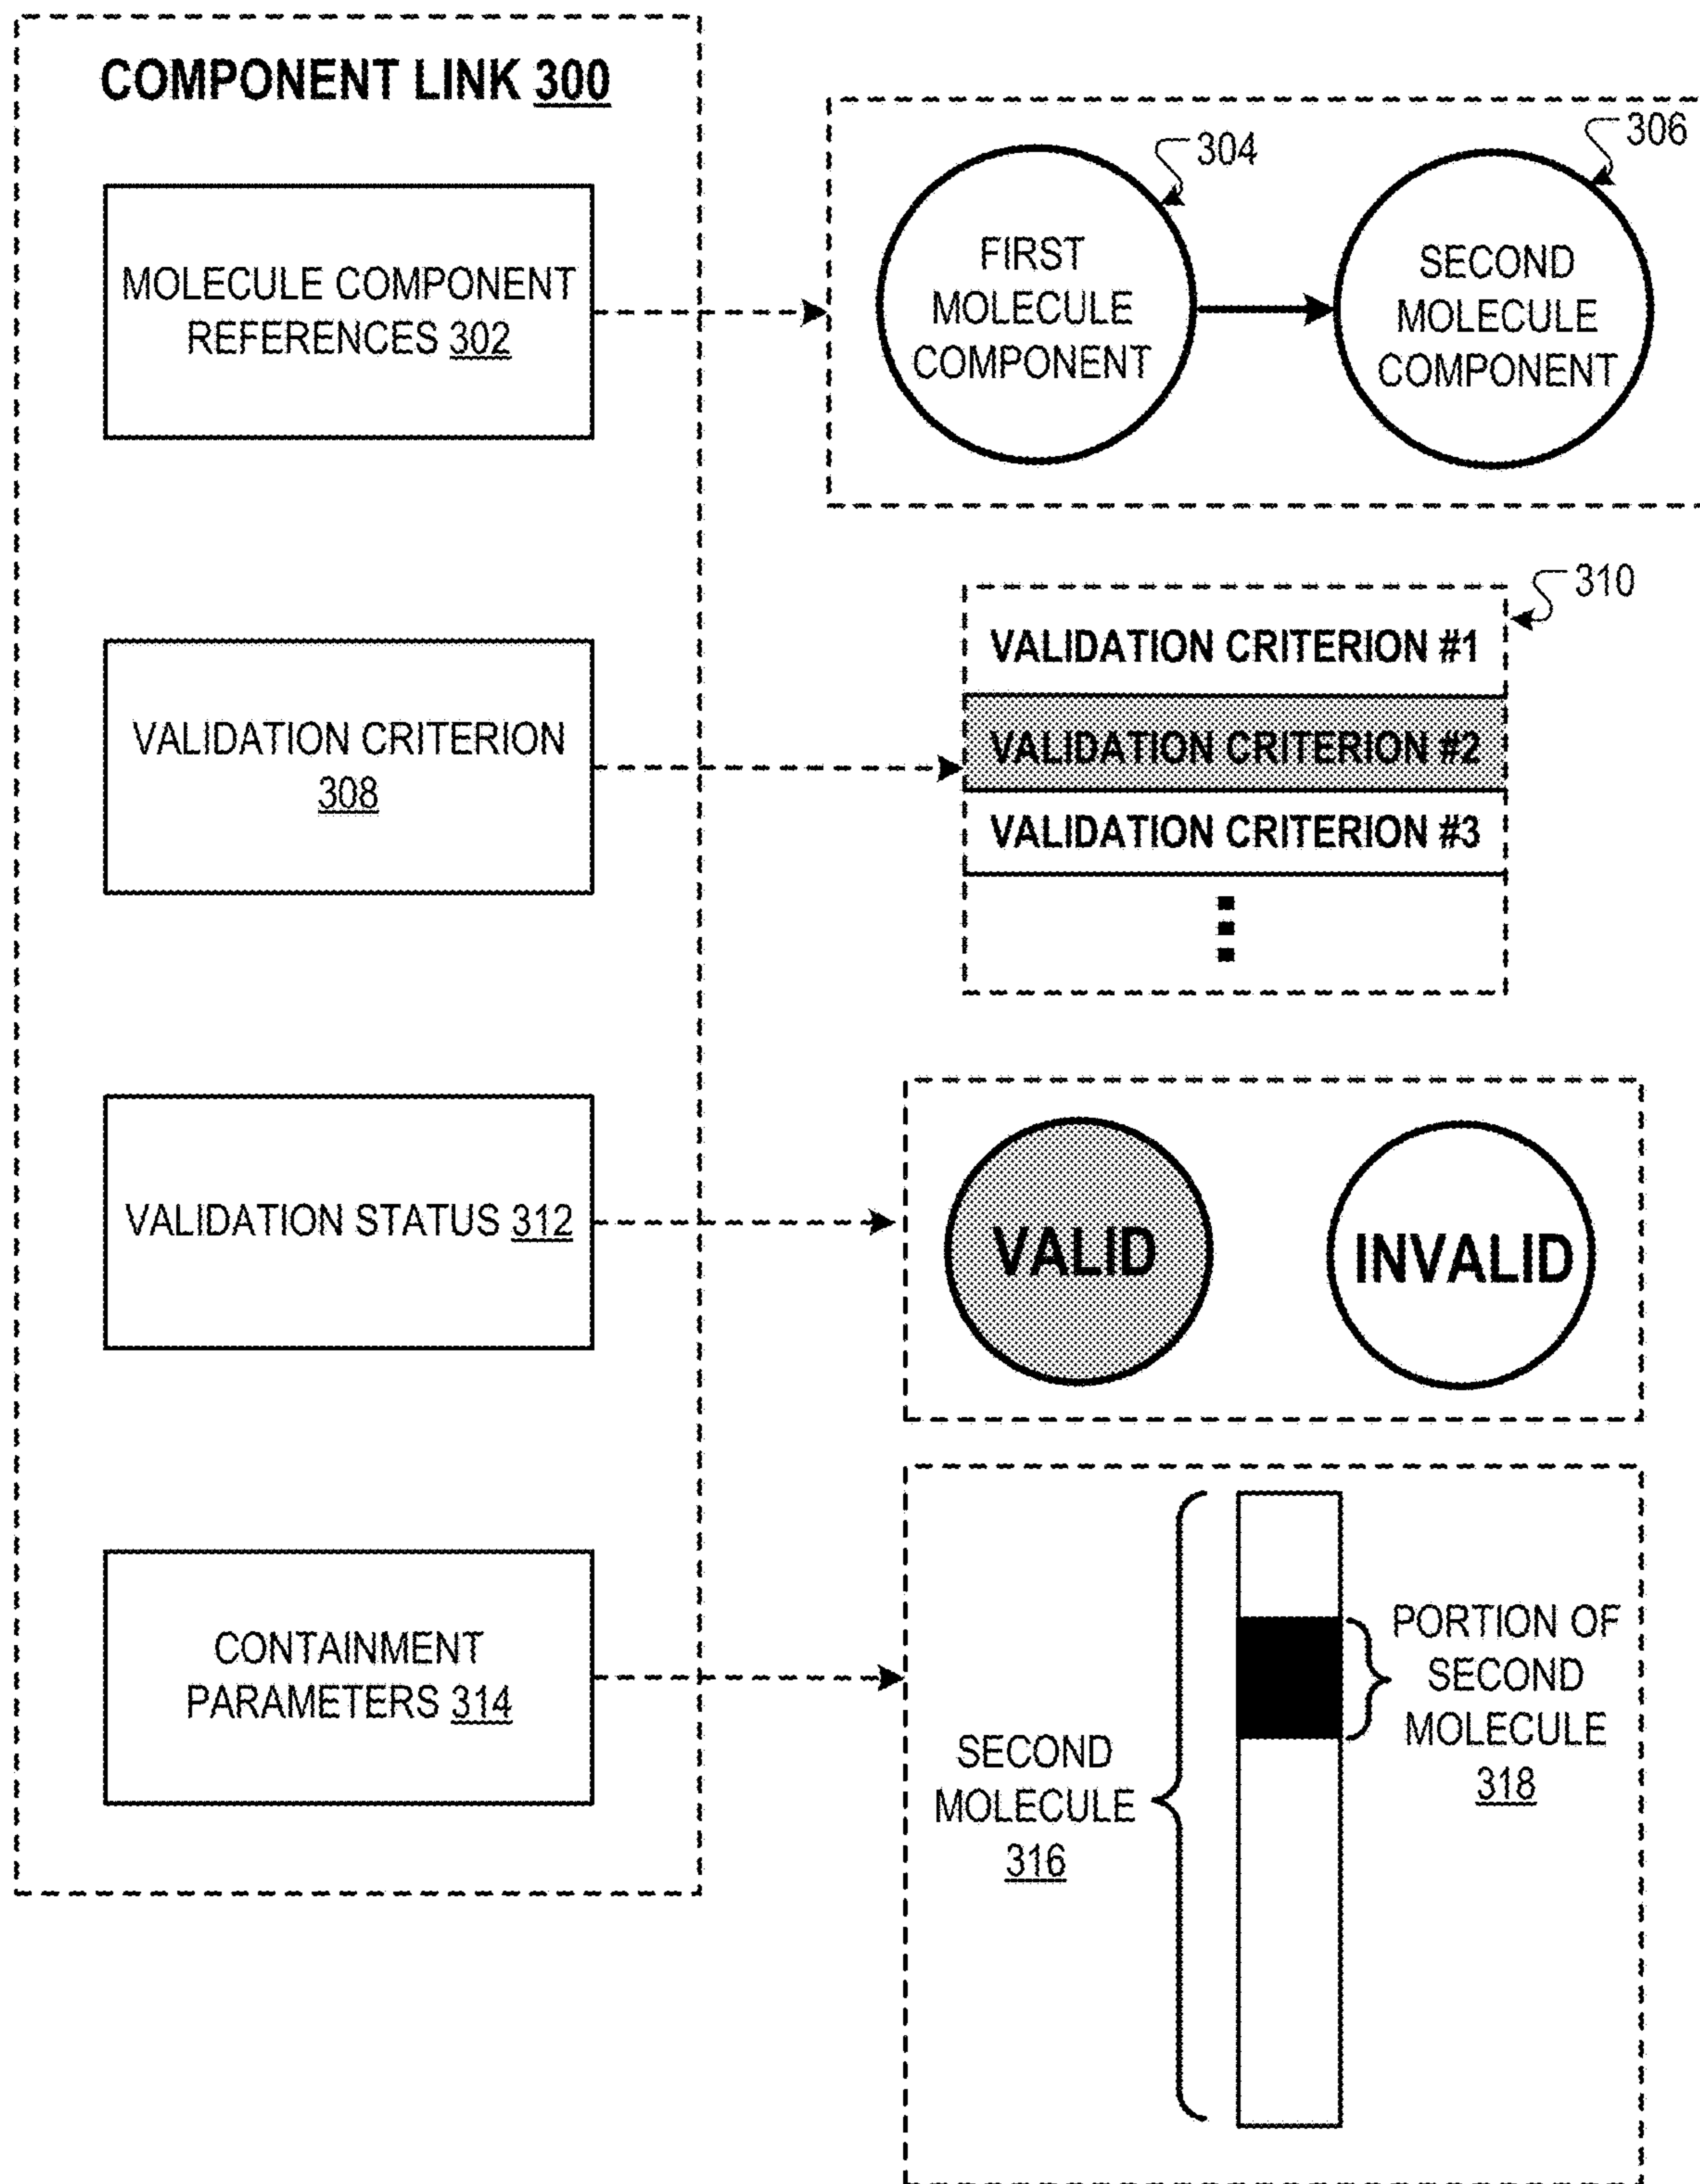 COMPONENT LINK 300
MOLECULE COMPONENT
REFERENCES 302
304
306
FIRST
MOLECULE
COMPONENT
SECOND
MOLECULE
COMPONENT
VALIDATION CRITERION
308
310
VALIDATION CRITERION #1
VALIDATION CRITERION #2
VALIDATION CRITERION #3
VALIDATION STATUS 312
VALID
INVALID
CONTAINMENT
PARAMETERS 314
SECOND
MOLECULE
316
PORTION OF
SECOND
MOLECULE
318